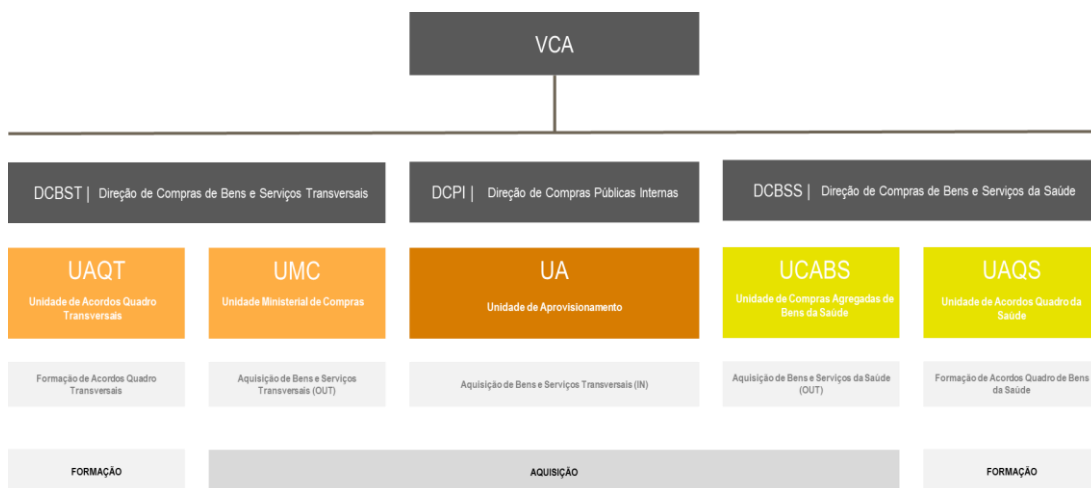 VCA
DCBST | Direção de Compras de Bens e Serviços Transversais
DCPI | Direção de Compras Públicas Internas
DCBSS | Direção de Compras de Bens e Serviços da Saúde
UAQT
Unidade de Acordos Quadro
Transversais
UMC
Unidade Ministerial de Compras
UA
Unidade de Aprovisionamento
UCABS
Unidade de Compras Agregadas de
Bens da Saúde
UAQS
Unidade de Acordos Quadro da
Saúde
Formação de Acordos Quadro
Transversais
Aquisição de Bens e Serviços
Transversais (OUT)
Aquisição de Bens e Serviços Transversais (IN)
Aquisição de Bens e Serviços da Saúde
(OUT)
Formação de Acordos Quadro de Bens
da Saúde
FORMAÇÃO
AQUISIÇÃO
FORMAÇÃO